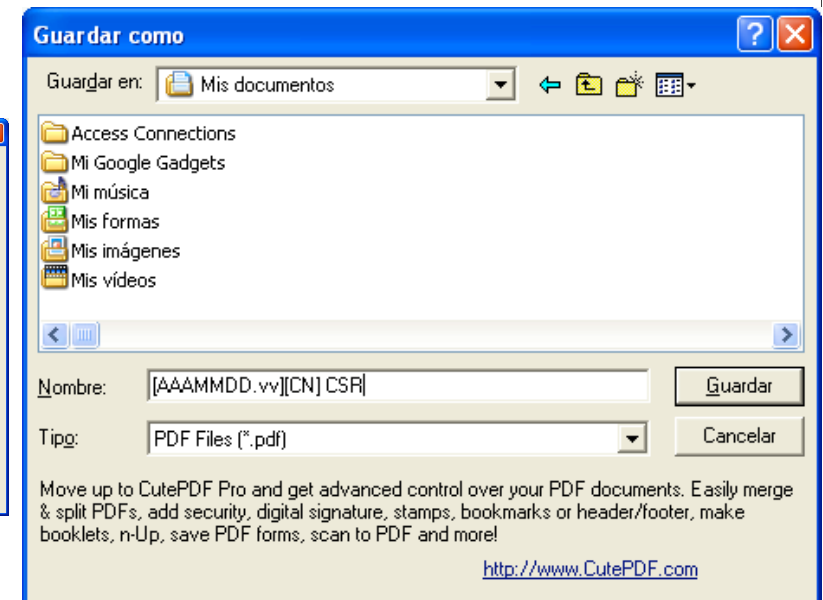 Guardar como
Guardar en: Mis documentos
Access Connections
Mi Google Gadgets
Mi música
Mis formas
Mis imágenes
Mis vídeos
Nombre: [AAAMMDD.vv][CN] CSR Guardar
Tipo: PDF Files (*.pdf) Cancelar
Move up to CutePDF Pro and get advanced control over your PDF documents. Easily merge
& split PDFs, add security, digital signature, stamps, bookmarks or header/footer, make
booklets, n-Up, save PDF forms, scan to PDF and more!
http://www.CutePDF.com